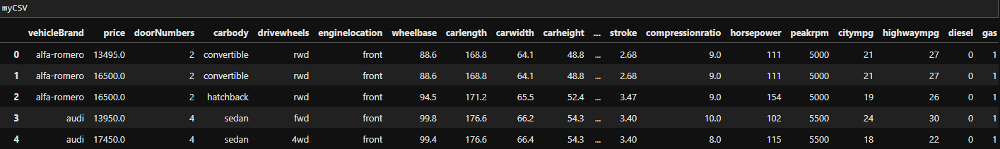 myCSV
vehicleBrand price doorNumbers carbody drivewheels enginelocation wheelbase carlength carwidth carheight ... stroke compressionratio horsepower peakrpm citympg highwaympg diesel gas
0 alfa-romero 13495.0 2 convertible rwd front 88.6 168.8 64.1 48.8 ... 2.68 9.0 111 5000 21 27 0 1
1 alfa-romero 16500.0 2 convertible rwd front 88.6 168.8 64.1 48.8 ... 2.68 9.0 111 5000 21 27 0 1
2 alfa-romero 16500.0 2 hatchback rwd front 94.5 171.2 65.5 52.4 ... 3.47 9.0 154 5000 19 26 0 1
3 audi 13950.0 4 sedan fwd front 99.8 176.6 66.2 54.3 ... 3.40 10.0 102 5500 24 30 0 1
4 audi 17450.0 4 sedan 4wd front 99.4 176.6 66.4 54.3 ... 3.40 8.0 115 5500 18 22 0 1